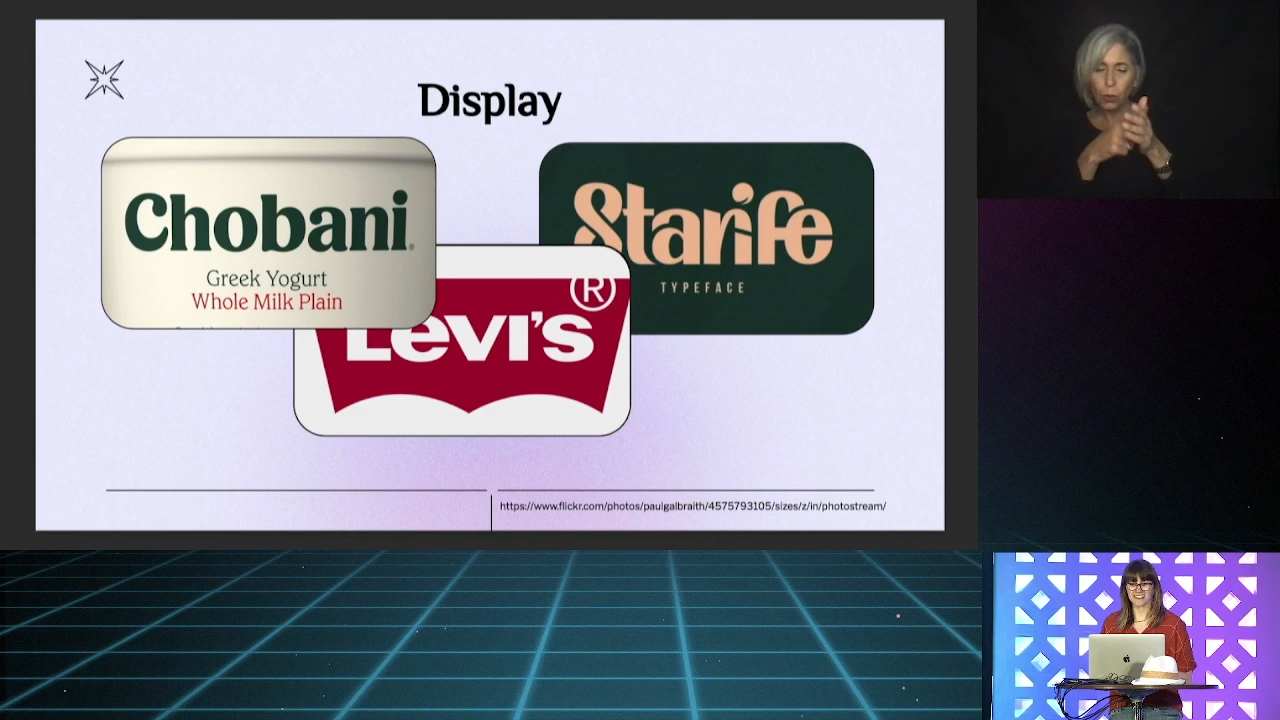 Display
Chobani
Greek Yogurt
Whole Milk Plain
Starife
TYPEFACE
®
Levi's
https://www.flickr.com/photos/paulgalbraith/4575793105/sizes/z/in/photostream/